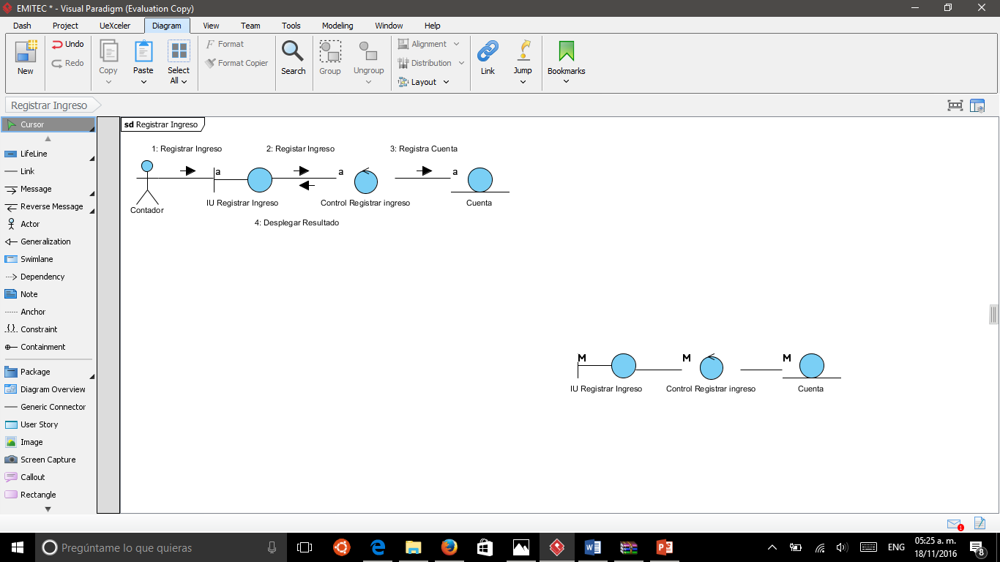 EMITEC * - Visual Paradigm (Evaluation Copy)
Dash Project UeXceler Diagram View Team Tools Modeling Window Help
New
Undo
Redo
Copy
Paste
Select All
Format
Format Copier
Search
Group
Ungroup
Alignment
Distribution
Layout
Link
Jump
Bookmarks
Registrar Ingreso
Cursor
LifeLine
Link
Message
Reverse Message
Actor
Generalization
Swimlane
Dependency
Note
Anchor
Constraint
Containment
Package
Diagram Overview
Generic Connector
User Story
Image
Screen Capture
Callout
Rectangle
sd Registrar Ingreso
1: Registrar Ingreso 2: Registar Ingreso 3: Registra Cuenta
a a a
Contador IU Registrar Ingreso Control Registrar ingreso Cuenta
4: Desplegar Resultado
M M M
IU Registrar Ingreso Control Registrar ingreso Cuenta
1
Pregúntame lo que quieras
ENG
05:25 a. m.
18/11/2016
8